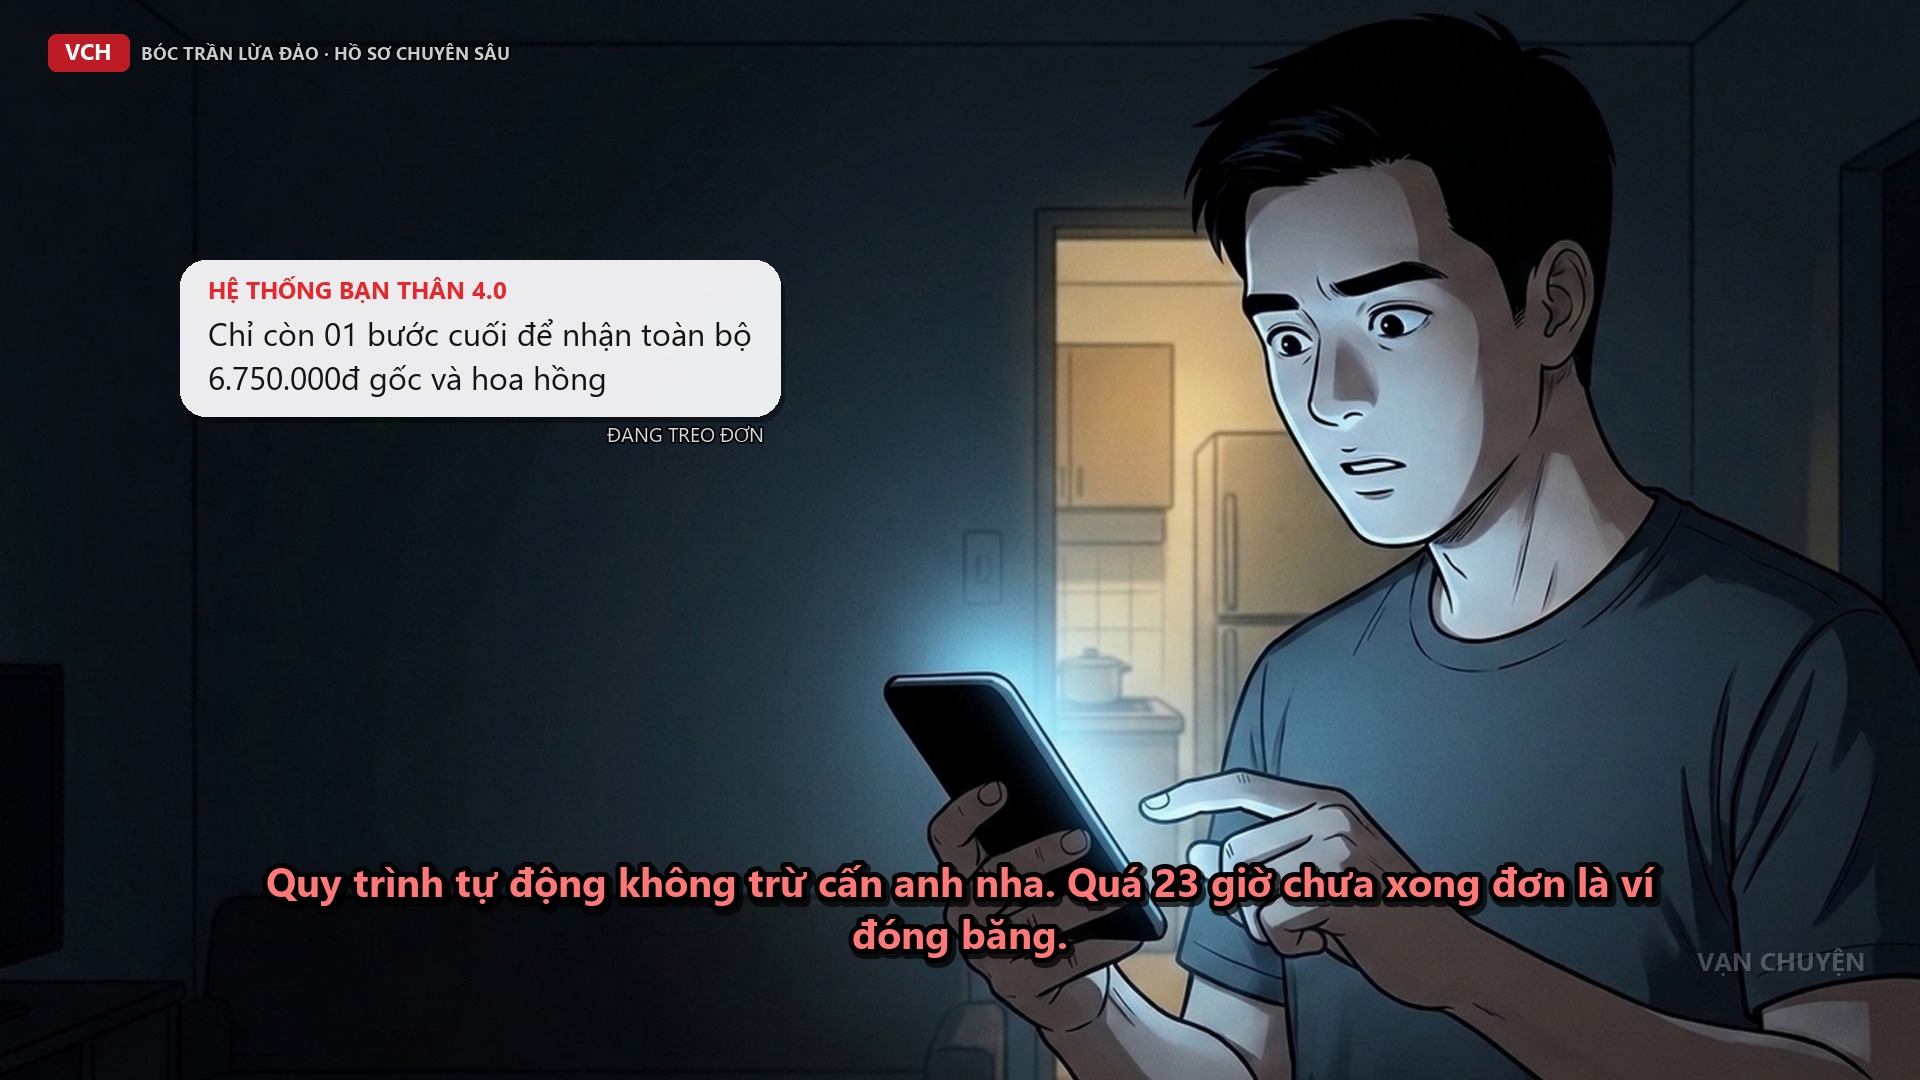 VCH BÓC TRẦN LỪA ĐẢO · HỒ SƠ CHUYÊN SÂU
HỆ THỐNG BẠN THÂN 4.0
Chỉ còn 01 bước cuối để nhận toàn bộ
6.750.000đ gốc và hoa hồng
ĐANG TREO ĐƠN
Quy trình tự động không trừ cấn anh nha. Quá 23 giờ chưa xong đơn là ví
đóng băng.
VẠN CHUYỆN